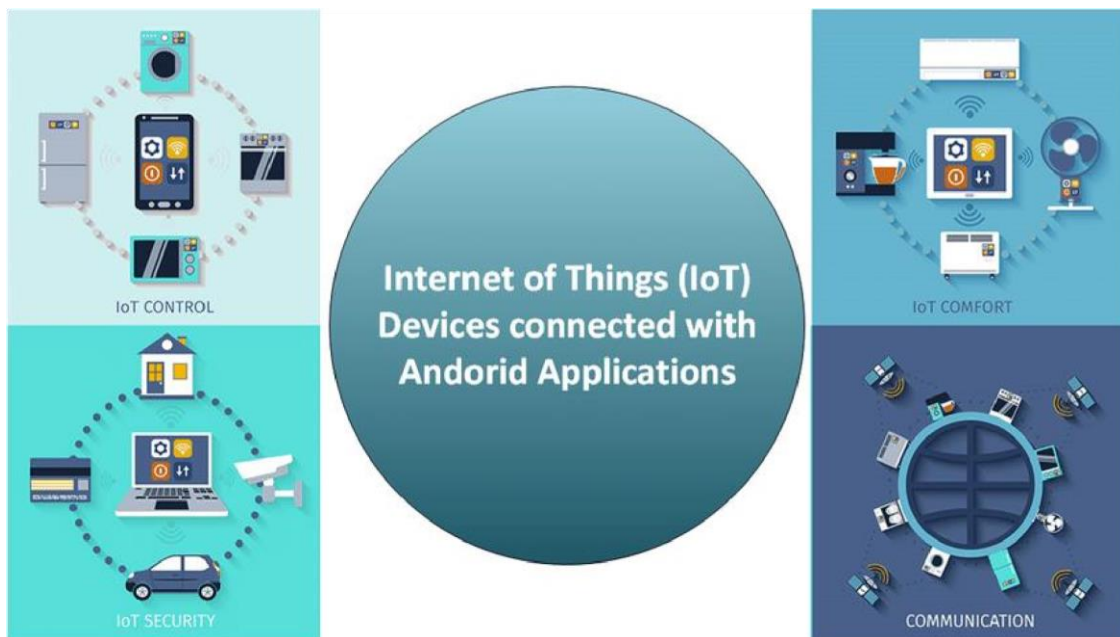 IoT CONTROL
Internet of Things (IoT)
Devices connected with
Andorid Applications
IoT COMFORT
IoT SECURITY
COMMUNICATION